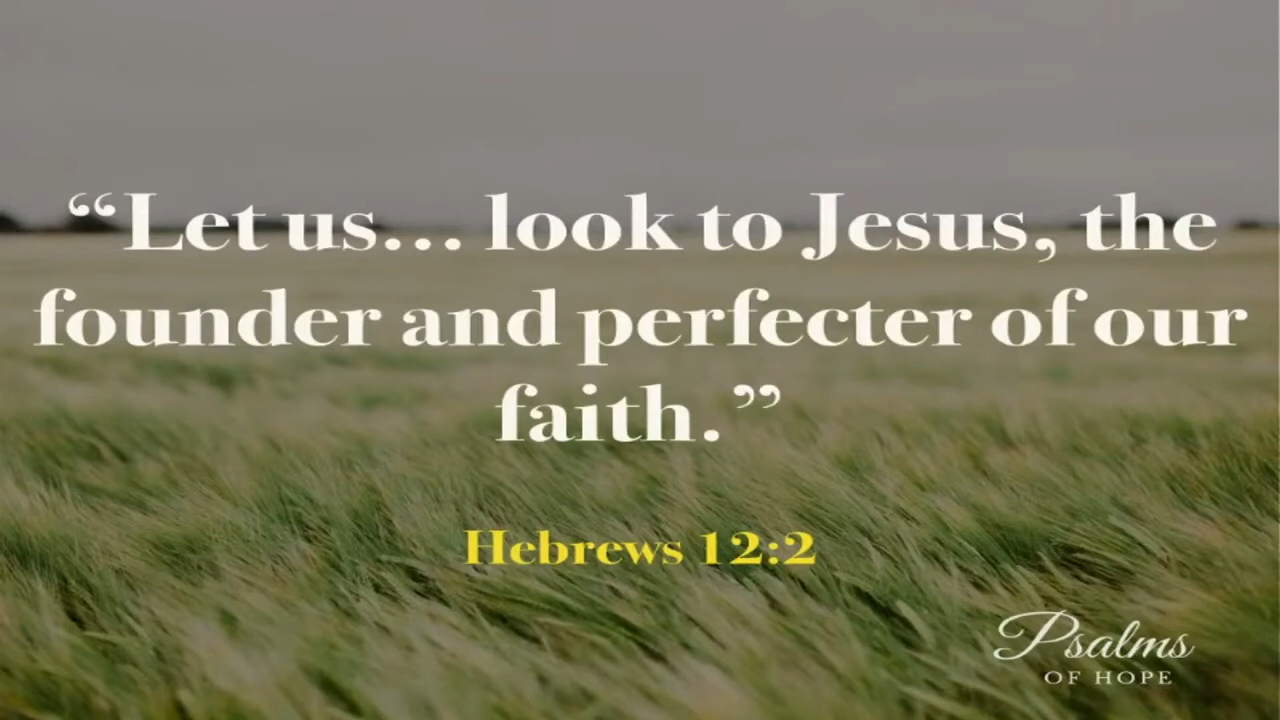 “Let us... look to Jesus, the
founder and perfecter of our
faith.”
Hebrews 12:2
Psalms
OF HOPE